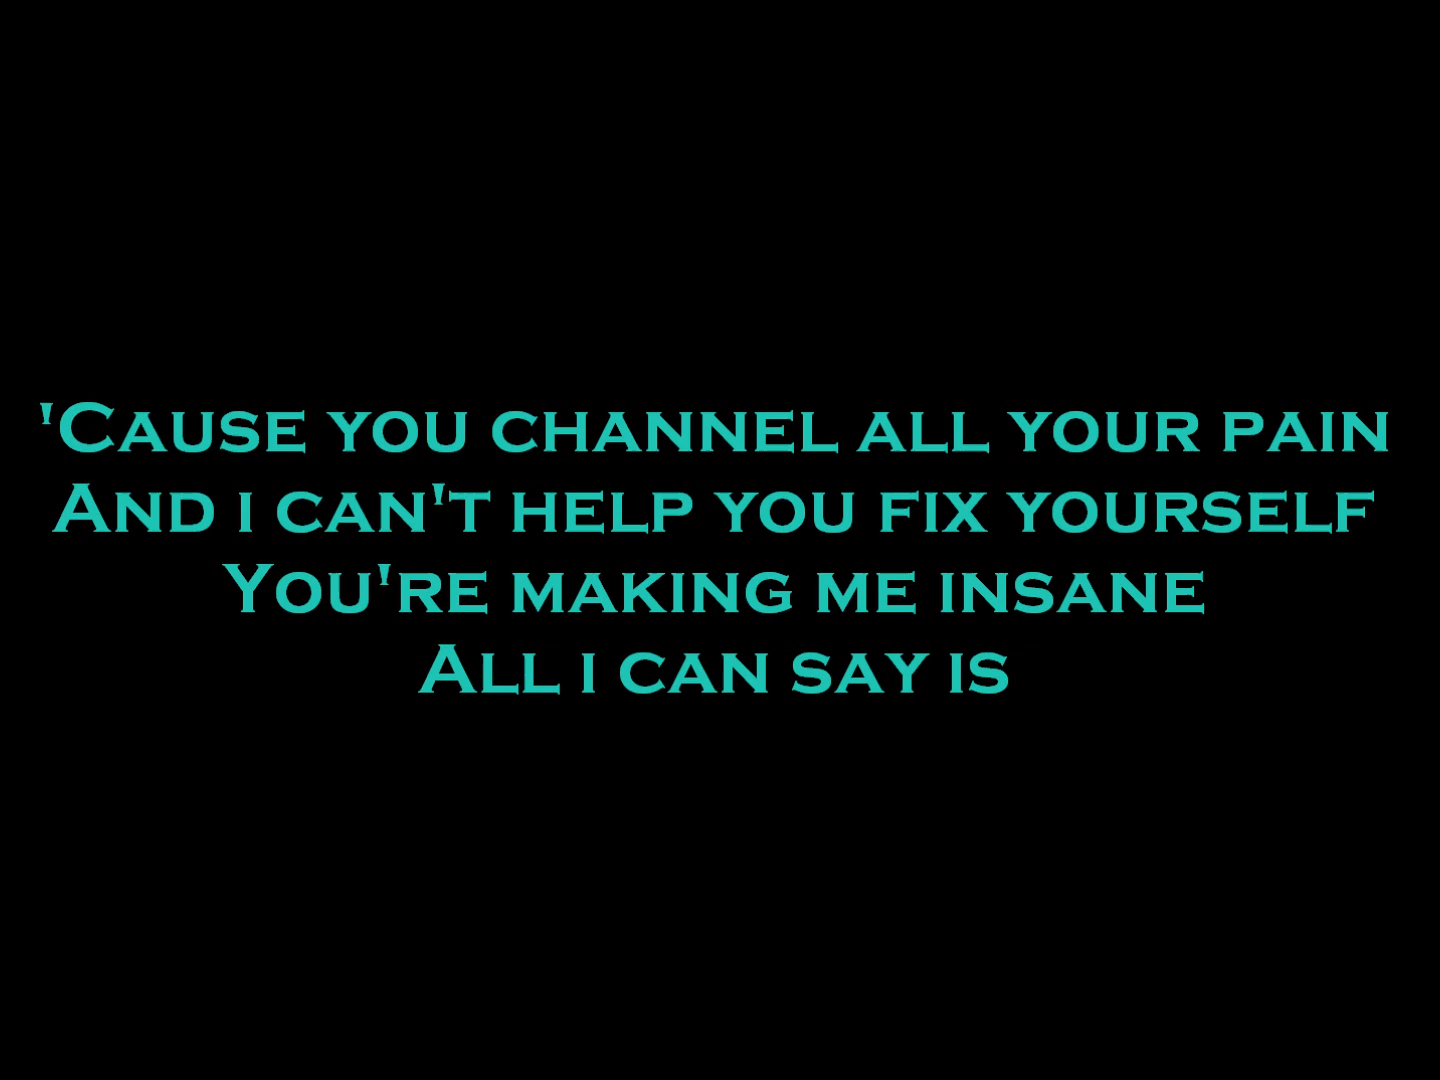 'Cause you channel all your pain
And i can't help you fix yourself
You're making me insane
All i can say is